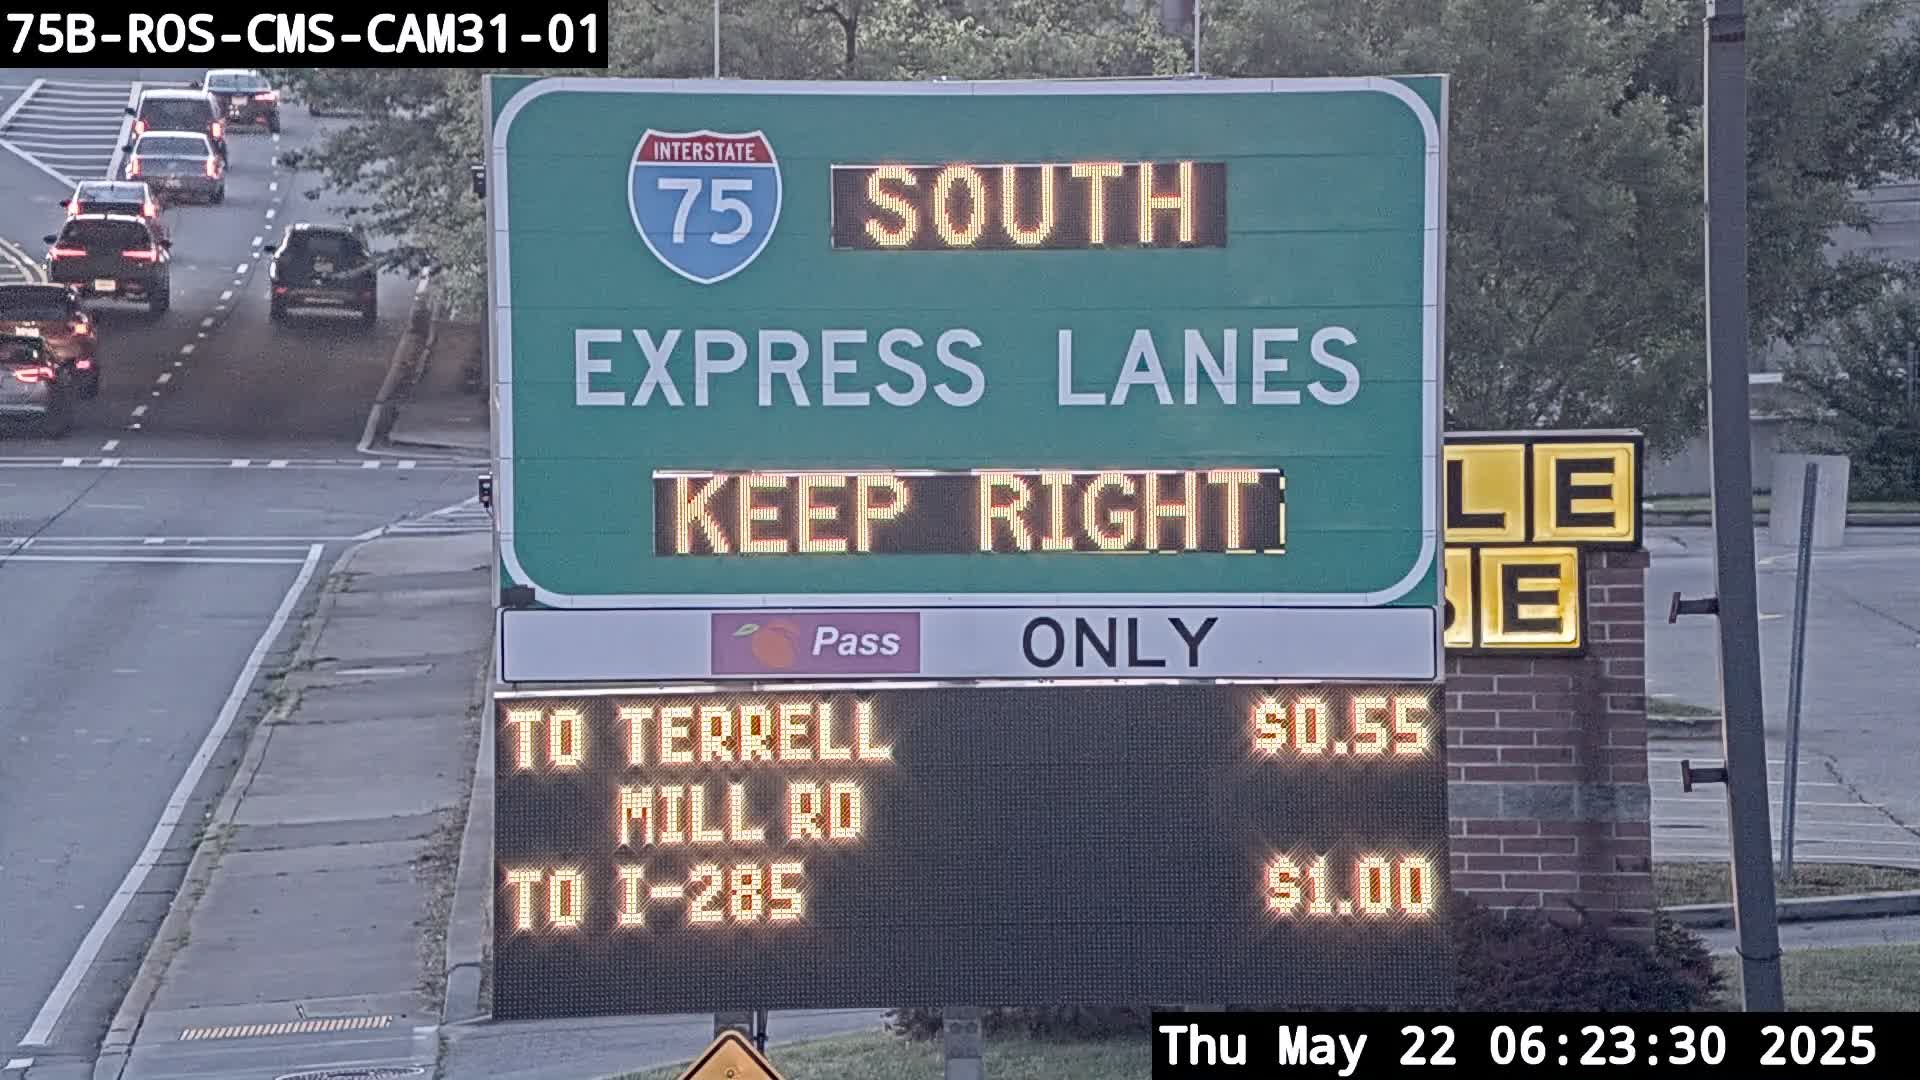 75B-ROS-CMS-CAM31-01
INTERSTATE
75
SOUTH
EXPRESS LANES
KEEP RIGHT
Pass ONLY
TO TERRELL $0.55
MILL RD
TO I-285 $1.00
LE
E
Thu May 22 06:23:30 2025